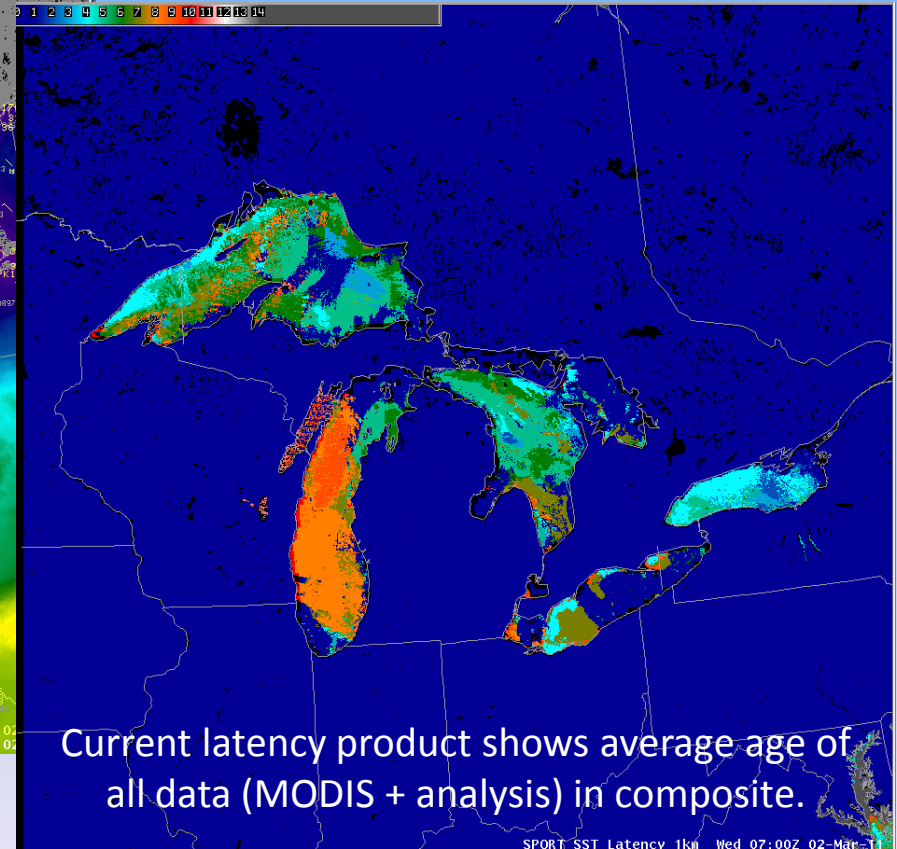 0 1 2 3 4 5 6 7 8 9 10 11 12 13 14
Current latency product shows average age of
all data (MODIS + analysis) in composite.
SPORT SST Latency 1km Wed 07:00Z 02-Mar-11